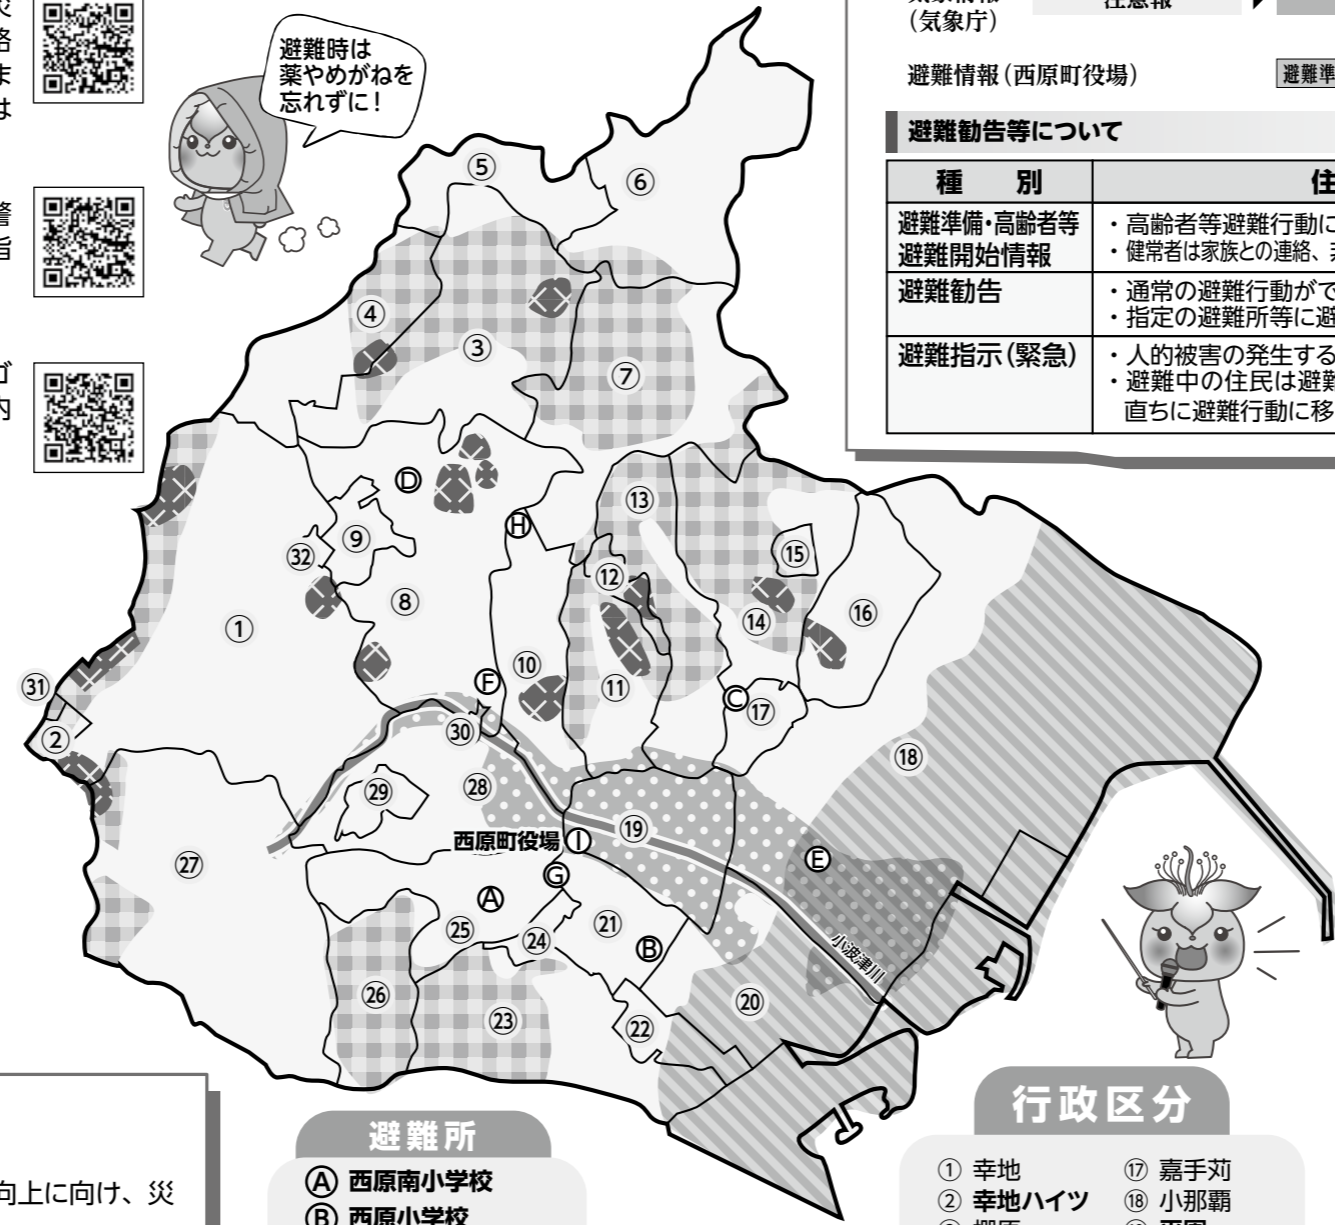 災
絡
ま
は
警
指
ゴ
内
避難時は
薬やめがねを
忘れずに！
(気象庁)
注意報
避難情報(西原町役場)
避難準
避難勧告等について
種 別
住
避難準備・高齢者等
避難開始情報
・高齢者等避難行動に
・健常者は家族との連絡、
避難勧告
・通常の避難行動がで
・指定の避難所等に避
避難指示(緊急)
・人的被害の発生する
・避難中の住民は避難
直ちに避難行動に移
⑤
⑥
④
③
⑦
Ⓓ
⑬
Ⓗ
⑨
㉜
⑮
⑫
⑧
①
⑭
⑯
⑩
⑪
㉛
Ⓕ
Ⓒ
⑰
②
㉚
⑱
㉙
㉘
⑲
西原町役場 Ⓘ
Ⓔ
㉗
Ⓖ
Ⓐ
㉕
㉔
㉑
Ⓑ
小波津川
㉖
㉓
㉒
⑳
向上に向け、災
避難所
Ⓐ 西原南小学校
Ⓑ 西原小学校
行政区分
① 幸地
② 幸地ハイツ
⑰ 嘉手苅
⑱ 小那覇